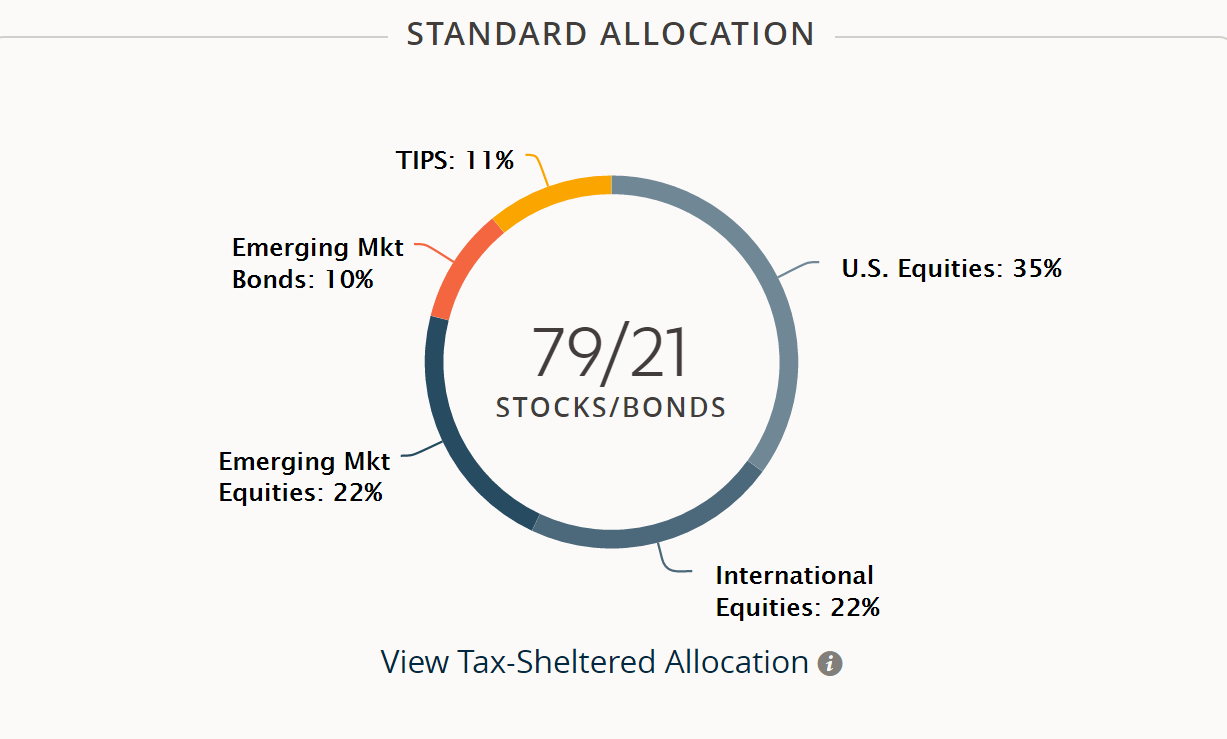 STANDARD ALLOCATION
TIPS: 11%
Emerging Mkt
Bonds: 10%
U.S. Equities: 35%
79/21
STOCKS/BONDS
Emerging Mkt
Equities: 22%
International
Equities: 22%
View Tax-Sheltered Allocation i